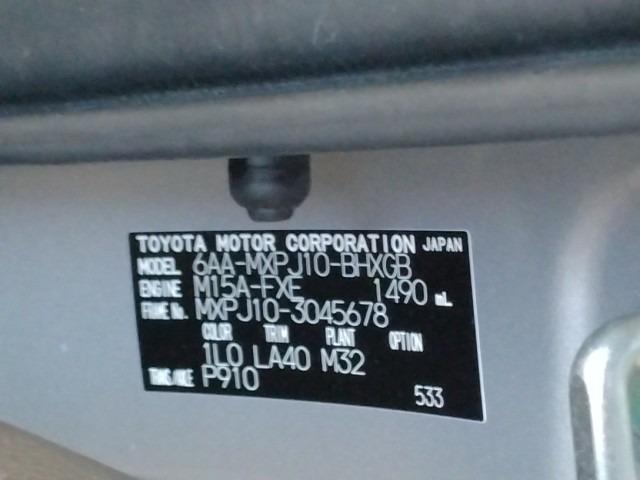 TOYOTA MOTOR CORPORATION JAPAN
MODEL 6AA-MXPJ10-BHXGB
ENGINE M15A-FXE 1490 mL
FRAME No. MXPJ10-3045678
COLOR TRIM PLANT OPTION
1L0 LA40 M32
TRANS/AXLE P910
533